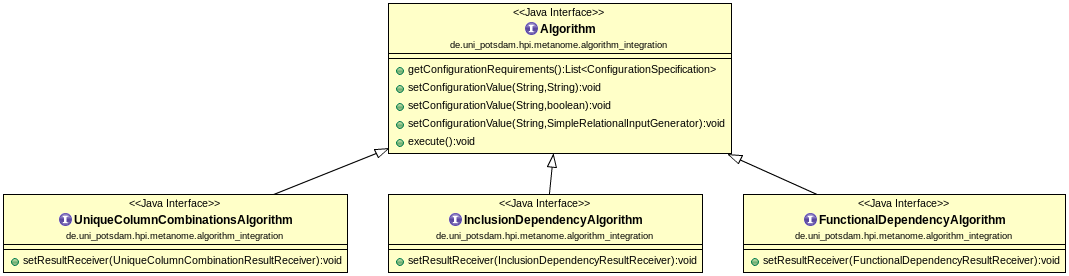 <<Java Interface>>
Algorithm
de.uni_potsdam.hpi.metanome.algorithm_integration
getConfigurationRequirements():List<ConfigurationSpecification>
setConfigurationValue(String,String):void
setConfigurationValue(String,boolean):void
setConfigurationValue(String,SimpleRelationalInputGenerator):void
execute():void
<<Java Interface>>
UniqueColumnCombinationsAlgorithm
de.uni_potsdam.hpi.metanome.algorithm_integration
setResultReceiver(UniqueColumnCombinationResultReceiver):void
<<Java Interface>>
InclusionDependencyAlgorithm
de.uni_potsdam.hpi.metanome.algorithm_integration
setResultReceiver(InclusionDependencyResultReceiver):void
<<Java Interface>>
FunctionalDependencyAlgorithm
de.uni_potsdam.hpi.metanome.algorithm_integration
setResultReceiver(FunctionalDependencyResultReceiver):void